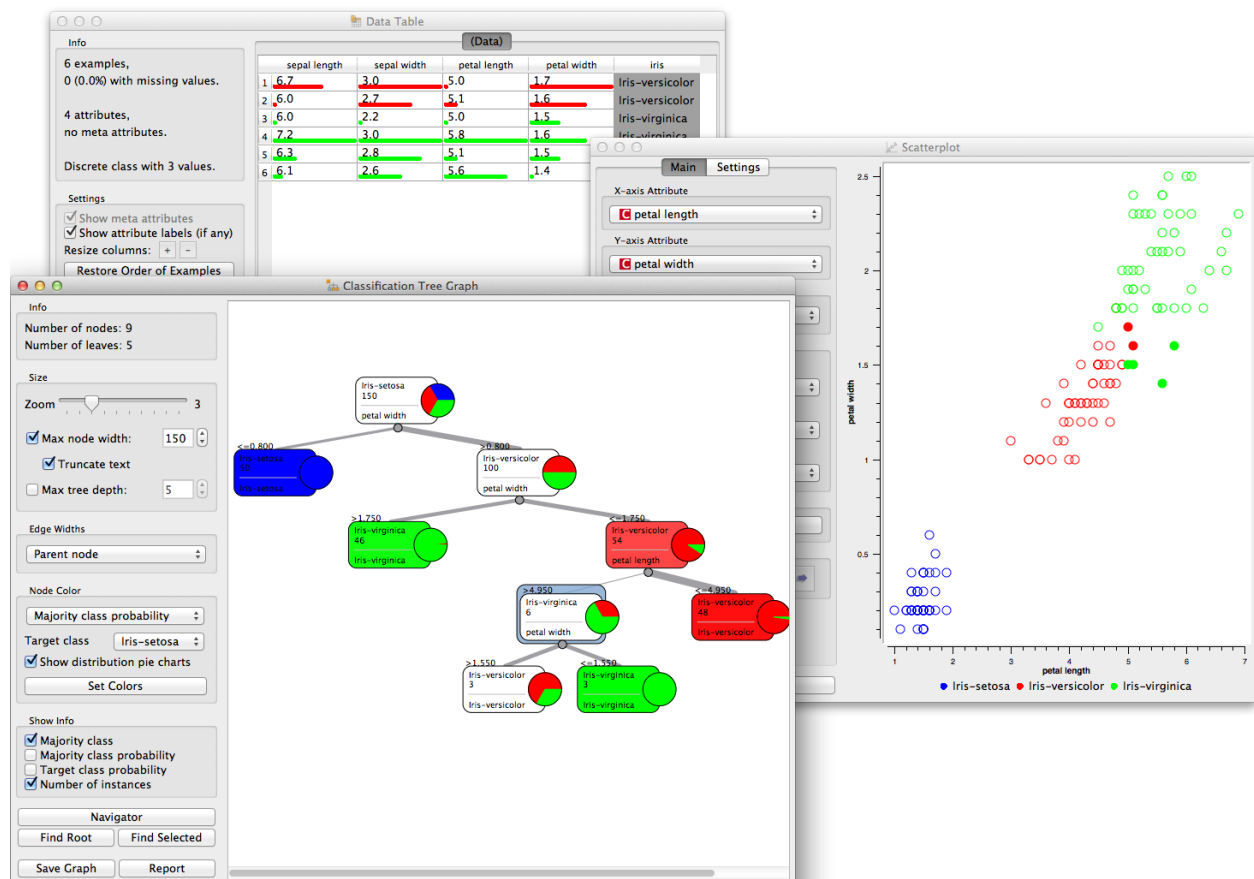 Data Table
Info
(Data)
6 examples,
0 (0.0%) with missing values.
4 attributes,
no meta attributes.
Discrete class with 3 values.
sepal length sepal width petal length petal width iris
1 6.7 3.0 5.0 1.7 Iris-versicolor
2 6.0 2.7 5.1 1.6 Iris-versicolor
3 6.0 2.2 5.0 1.5 Iris-virginica
4 7.2 3.0 5.8 1.6 Iris-virginica
5 6.3 2.8 5.1 1.5
6 6.1 2.6 5.6 1.4
Settings
Show meta attributes
Show attribute labels (if any)
Resize columns: + -
Restore Order of Examples
Scatterplot
Main Settings
X-axis Attribute
C petal length
Y-axis Attribute
C petal width
petal width
2.5
2
1.5
1
0.5
1 2 3 4 5 6 7
petal length
Iris-setosa Iris-versicolor Iris-virginica
Classification Tree Graph
Info
Number of nodes: 9
Number of leaves: 5
Size
Zoom 3
Max node width: 150
Truncate text
Max tree depth: 5
Edge Widths
Parent node
Node Color
Majority class probability
Target class Iris-setosa
Show distribution pie charts
Set Colors
Show Info
Majority class
Majority class probability
Target class probability
Number of instances
Navigator
Find Root Find Selected
Save Graph Report
Iris-setosa
150
petal width
<=0.800
Iris-setosa
50
Iris-setosa
>0.800
Iris-versicolor
100
petal width
>1.750
Iris-virginica
46
Iris-virginica
<=1.750
Iris-versicolor
54
petal length
>4.950
Iris-virginica
6
petal width
<=4.950
Iris-versicolor
48
Iris-versicolor
>1.550
Iris-versicolor
3
Iris-versicolor
<=1.550
Iris-virginica
3
Iris-virginica